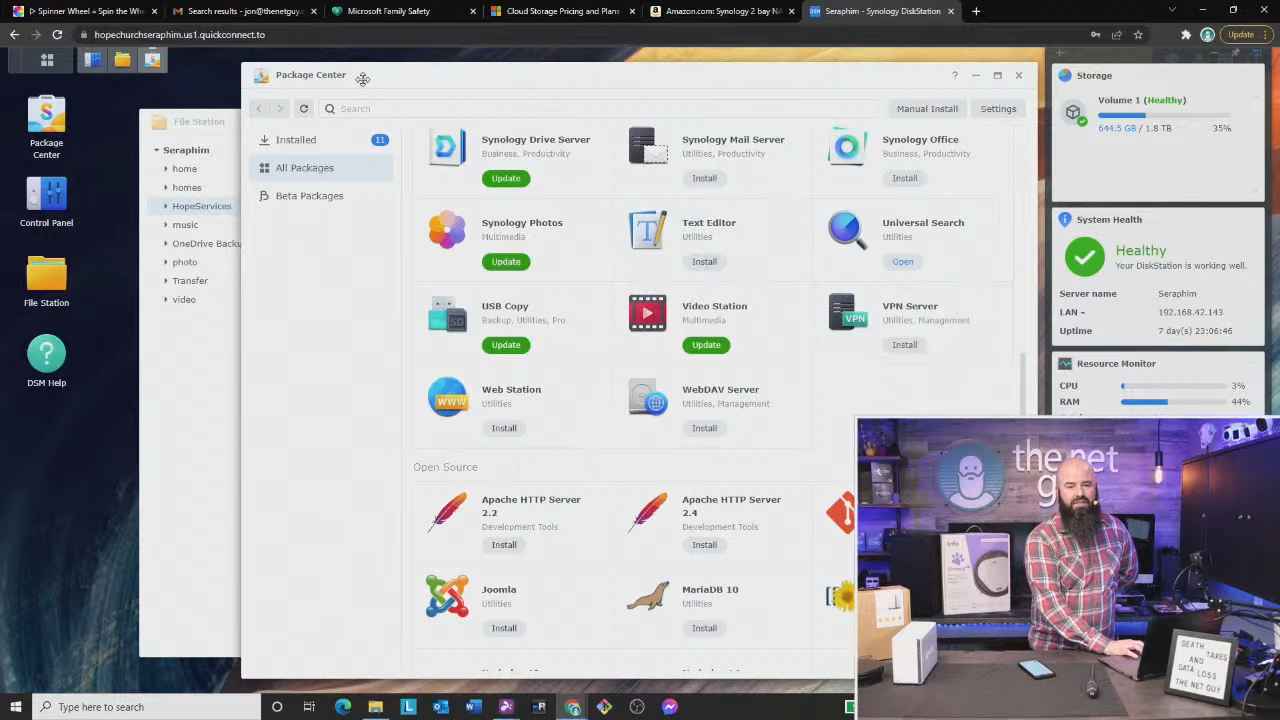 Spinner Wheel » Spin the Whe
Search results - jon@thenetguy.c
Microsoft Family Safety
Cloud Storage Pricing and Plans
Amazon.com: Synology 2 bay NA
Seraphim - Synology DiskStation
hopechurchseraphim.us1.quickconnect.to
Update
Package Center
Control Panel
File Station
DSM Help
File Station
Seraphim
home
homes
HopeServices
music
OneDrive Backu
photo
Transfer
video
Package Center
Search
Manual Install
Settings
Installed
11
All Packages
Beta Packages
Synology Drive Server
Business, Productivity
Update
Synology Mail Server
Utilities, Productivity
Install
Synology Office
Business, Productivity
Install
Synology Photos
Multimedia
Update
Text Editor
Utilities
Install
Universal Search
Utilities
Open
USB Copy
Backup, Utilities, Pro
Update
Video Station
Multimedia
Update
VPN
VPN Server
Utilities, Management
Install
WWW
Web Station
Utilities
Install
WebDAV Server
Utilities, Management
Install
Open Source
Apache HTTP Server
2.2
Development Tools
Install
Apache HTTP Server
2.4
Development Tools
Install
Joomla
Utilities
Install
MariaDB 10
Utilities
Install
Storage
Volume 1 (Healthy)
644.5 GB / 1.8 TB
35%
System Health
Healthy
Your DiskStation is working well.
Server name Seraphim
LAN - 192.168.42.143
Uptime 7 day(s) 23:06:46
Resource Monitor
CPU 3%
RAM 44%
the net
g
DEATH, TAXES
AND
DATA LOSS
THE NET GUY
Type here to search